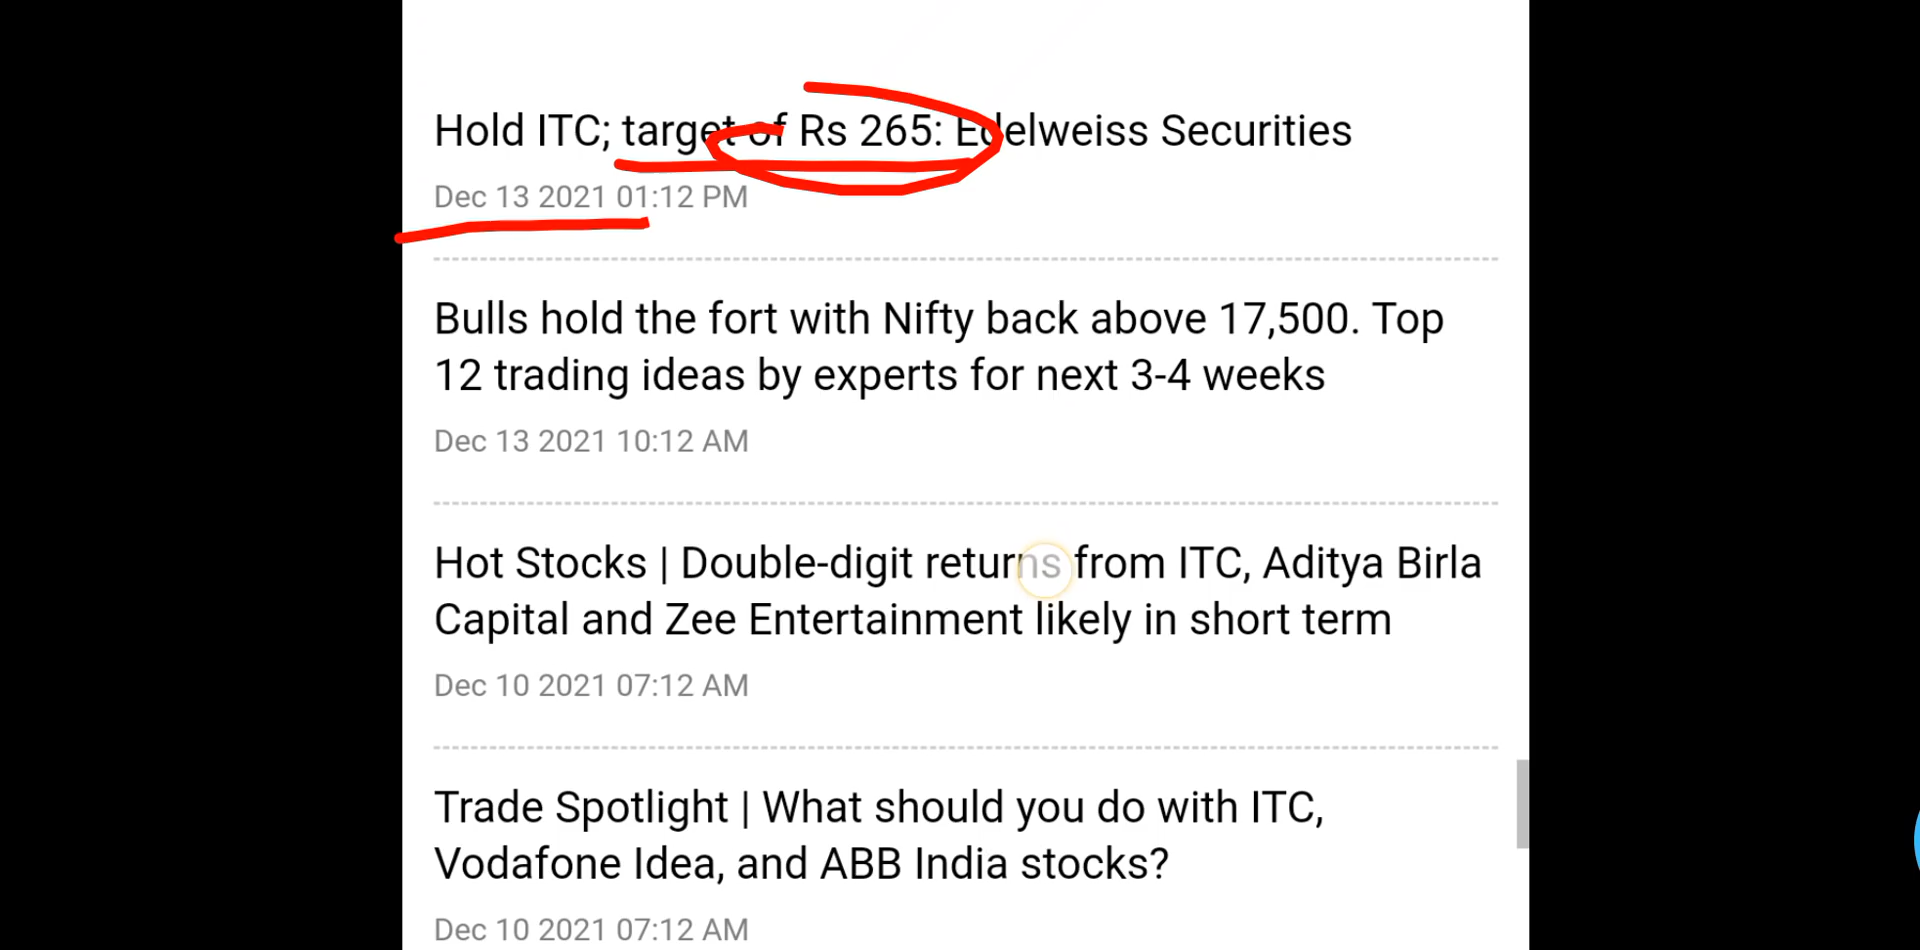 Hold ITC; target of Rs 265: Edelweiss Securities
Dec 13 2021 01:12 PM
Bulls hold the fort with Nifty back above 17,500. Top
12 trading ideas by experts for next 3-4 weeks
Dec 13 2021 10:12 AM
Hot Stocks | Double-digit returns from ITC, Aditya Birla
Capital and Zee Entertainment likely in short term
Dec 10 2021 07:12 AM
Trade Spotlight | What should you do with ITC,
Vodafone Idea, and ABB India stocks?
Dec 10 2021 07:12 AM